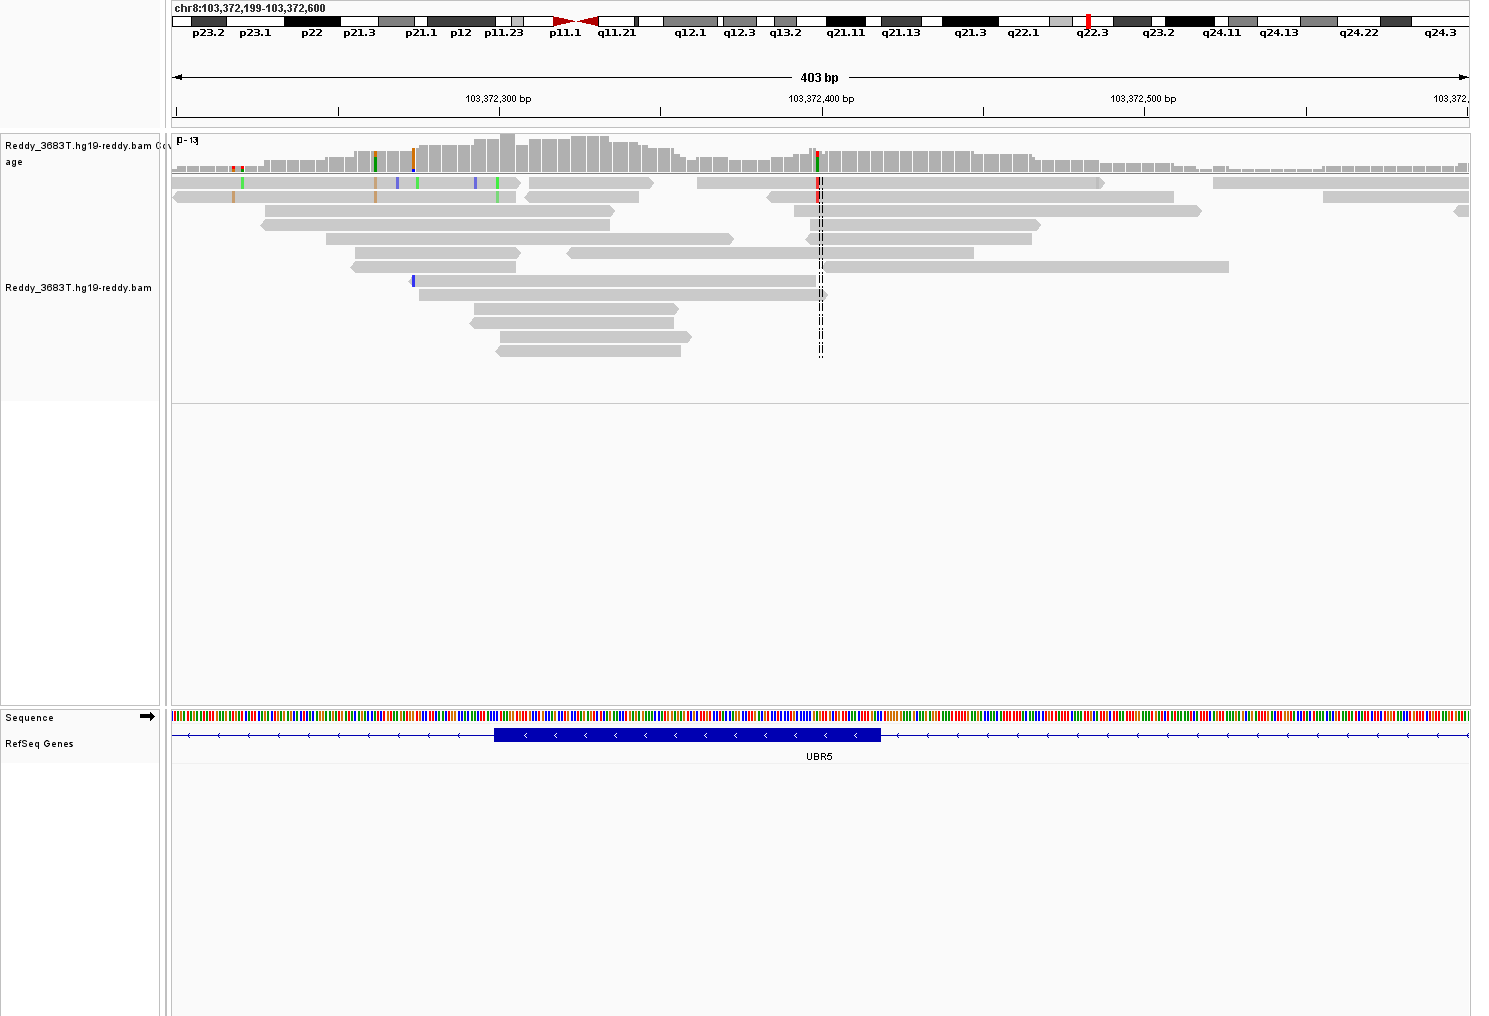 chr8:103,372,199-103,372,600
p23.2 p23.1 p22 p21.3 p21.1 p12 p11.23 p11.1 q11.21 q12.1 q12.3 q13.2 q21.11 q21.13 q21.3 q22.1 q22.3 q23.2 q24.11 q24.13 q24.22 q24.3
403 bp
103,372,300 bp 103,372,400 bp 103,372,500 bp 103,372,
Reddy_3683T.hg19-reddy.bam Cov
age
[0 - 13]
Reddy_3683T.hg19-reddy.bam
Sequence
RefSeq Genes
UBR5